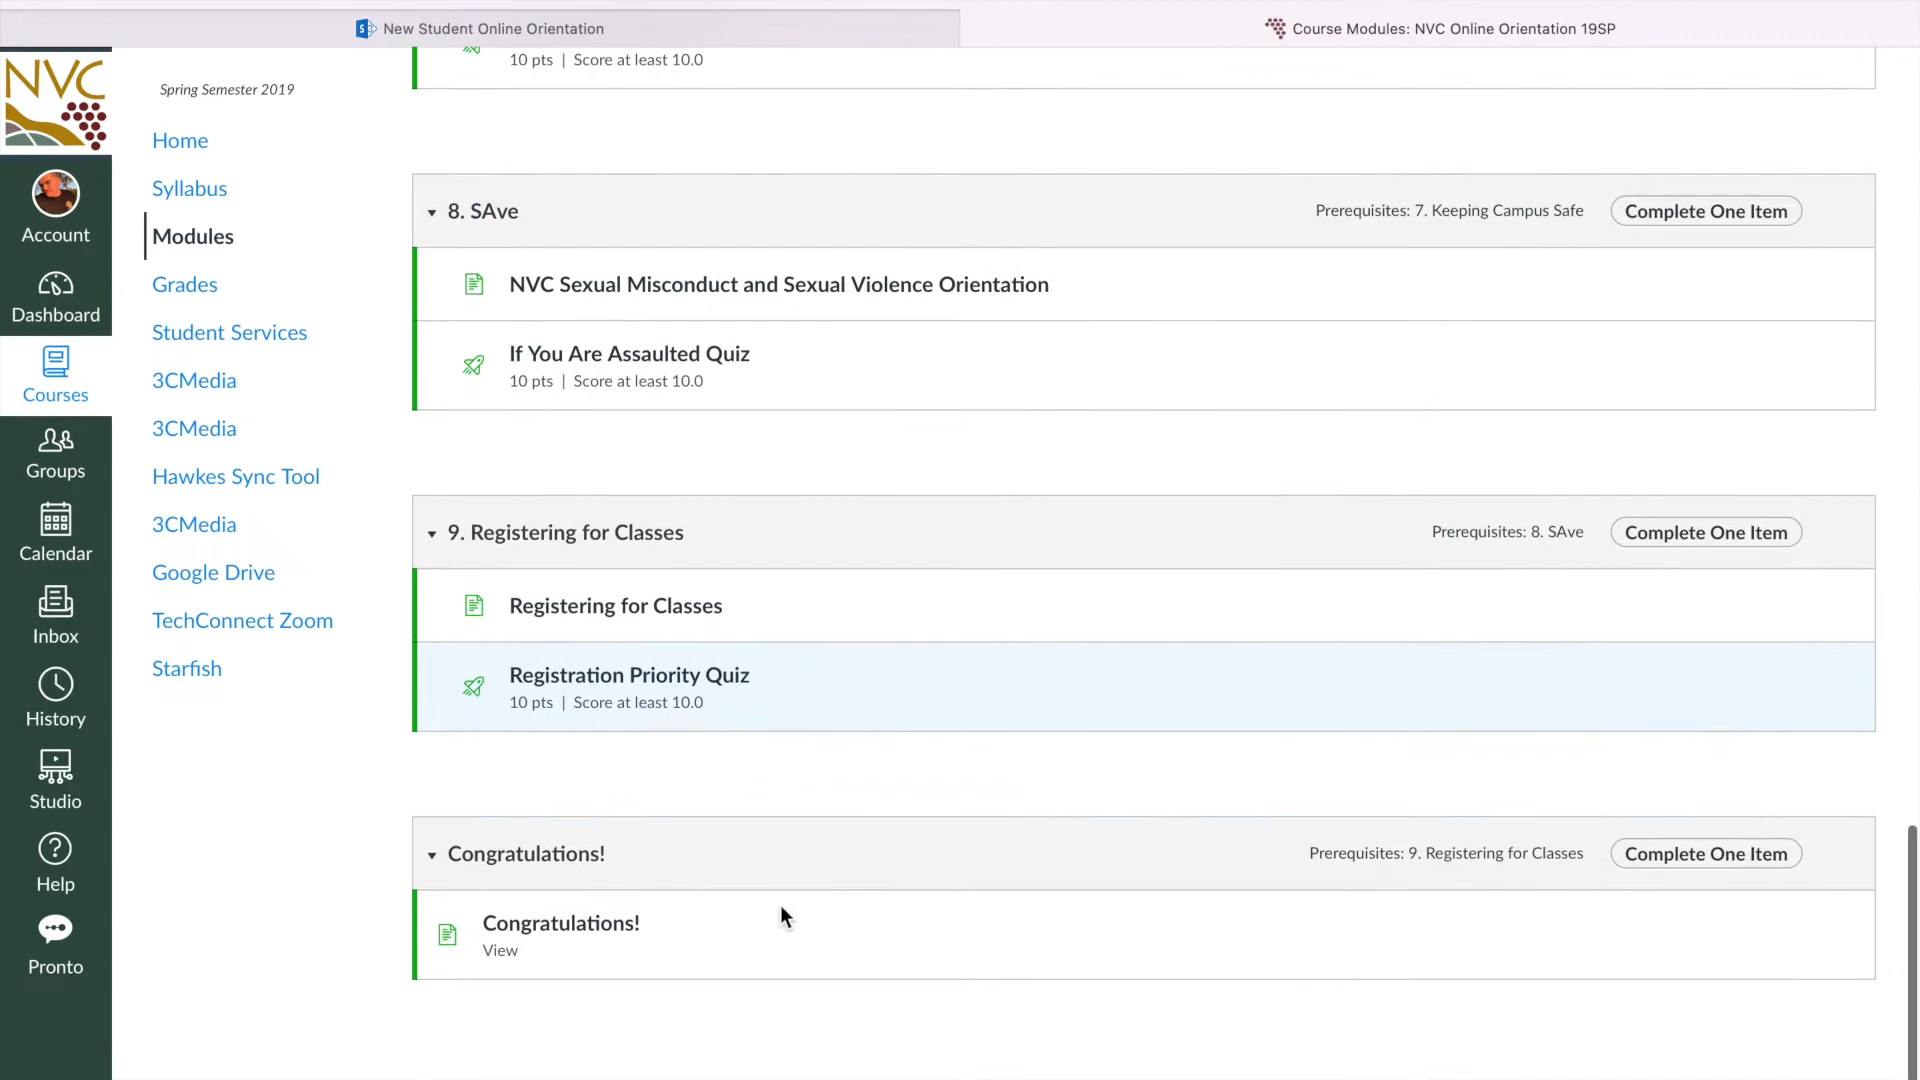 New Student Online Orientation
Course Modules: NVC Online Orientation 19SP
NVC
Account
Dashboard
Courses
Groups
Calendar
Inbox
History
Studio
Help
Pronto
Spring Semester 2019
Home
Syllabus
Modules
Grades
Student Services
3CMedia
3CMedia
Hawkes Sync Tool
3CMedia
Google Drive
TechConnect Zoom
Starfish
10 pts | Score at least 10.0
8. SAve Prerequisites: 7. Keeping Campus Safe Complete One Item
NVC Sexual Misconduct and Sexual Violence Orientation
If You Are Assaulted Quiz
10 pts | Score at least 10.0
9. Registering for Classes Prerequisites: 8. SAve Complete One Item
Registering for Classes
Registration Priority Quiz
10 pts | Score at least 10.0
Congratulations! Prerequisites: 9. Registering for Classes Complete One Item
Congratulations!
View